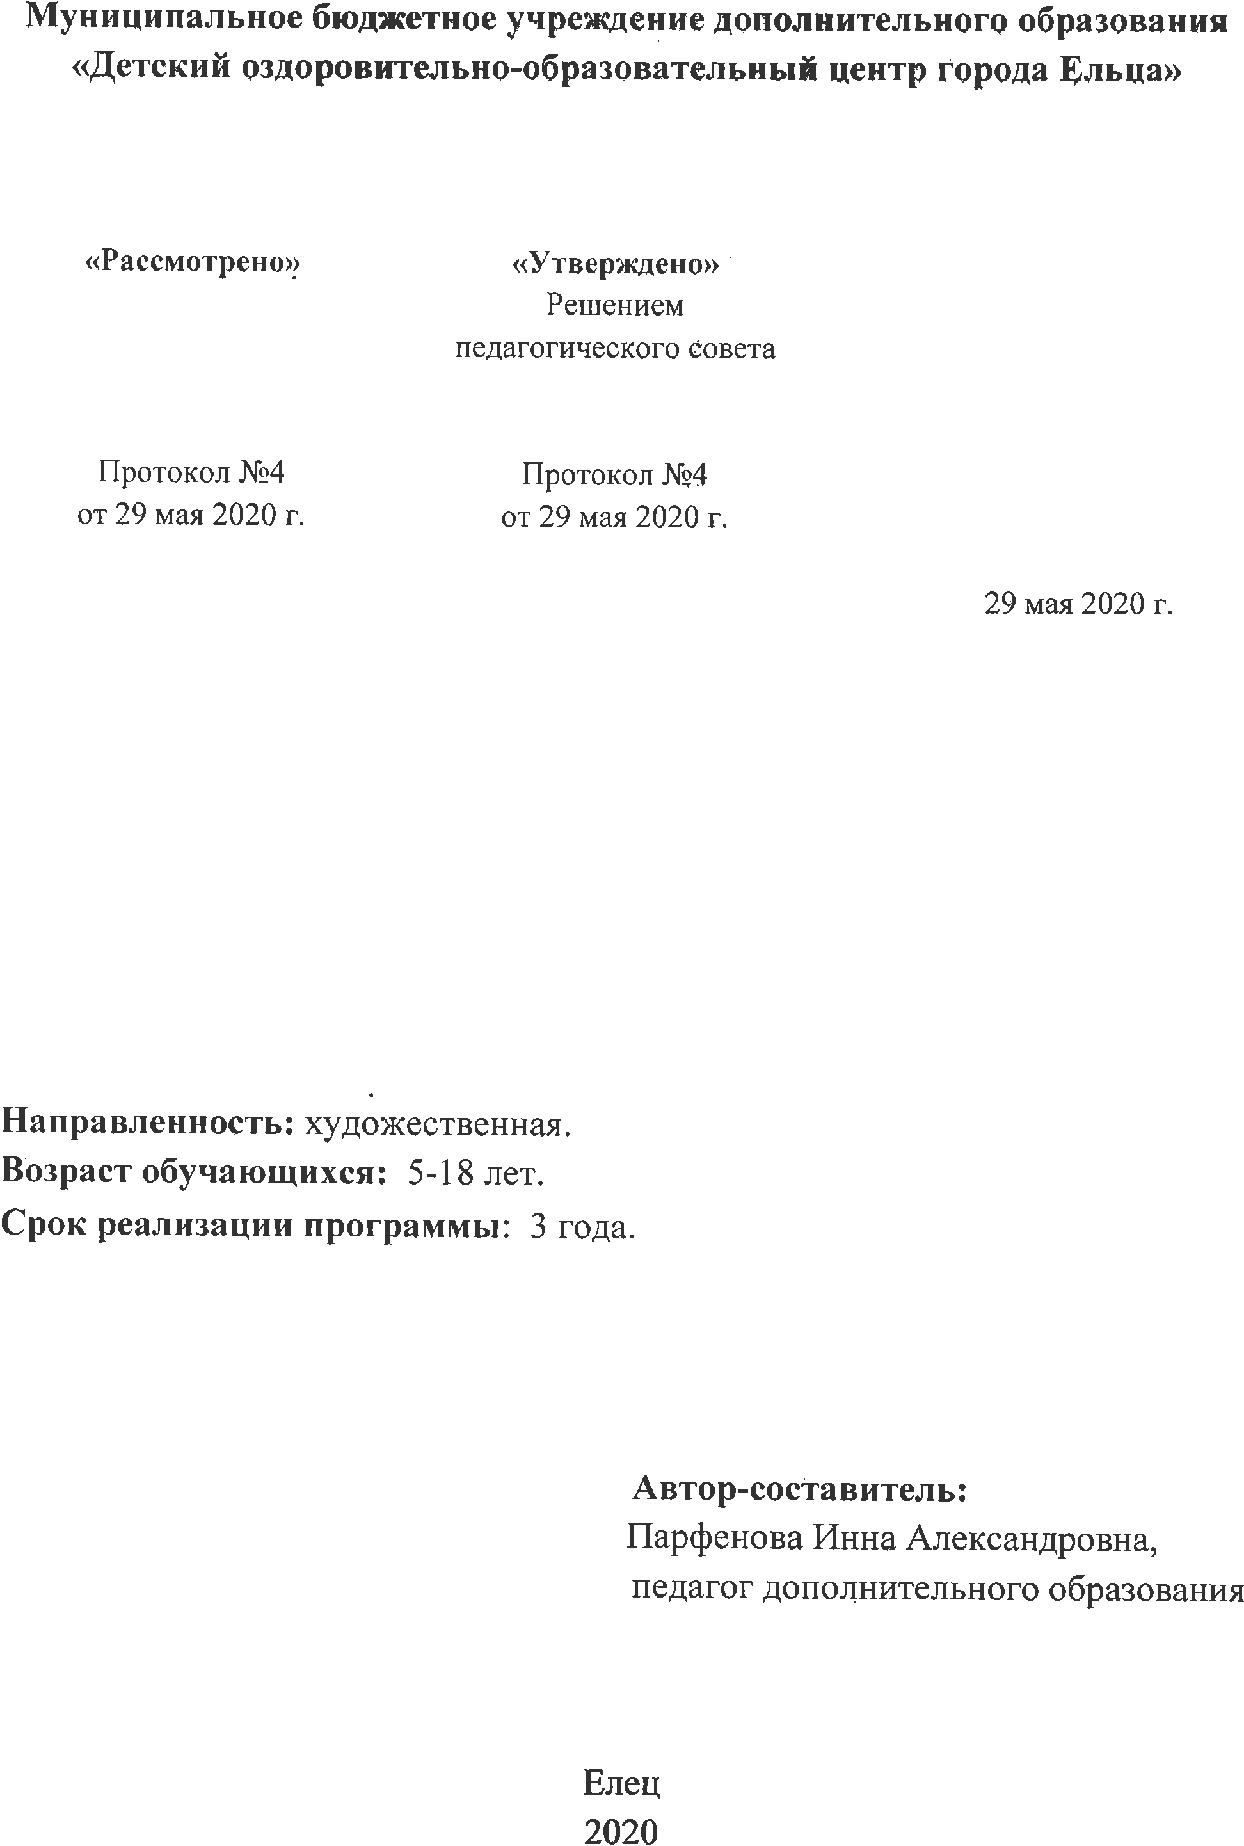 Муниципальное бюджетное учреждение дополнительного образования
«Детский оздоровительно-образовательный центр города Ельца»
«Рассмотрено»
«Утверждено»
Решением
педагогического совета
Протокол №4
от 29 мая 2020 г.
Протокол №4
от 29 мая 2020 г.
29 мая 2020 г.
Направленность: художественная.
Возраст обучающихся: 5-18 лет.
Срок реализации программы: 3 года.
Автор-составитель:
Парфенова Инна Александровна,
педагог дополнительного образования
Елец
2020